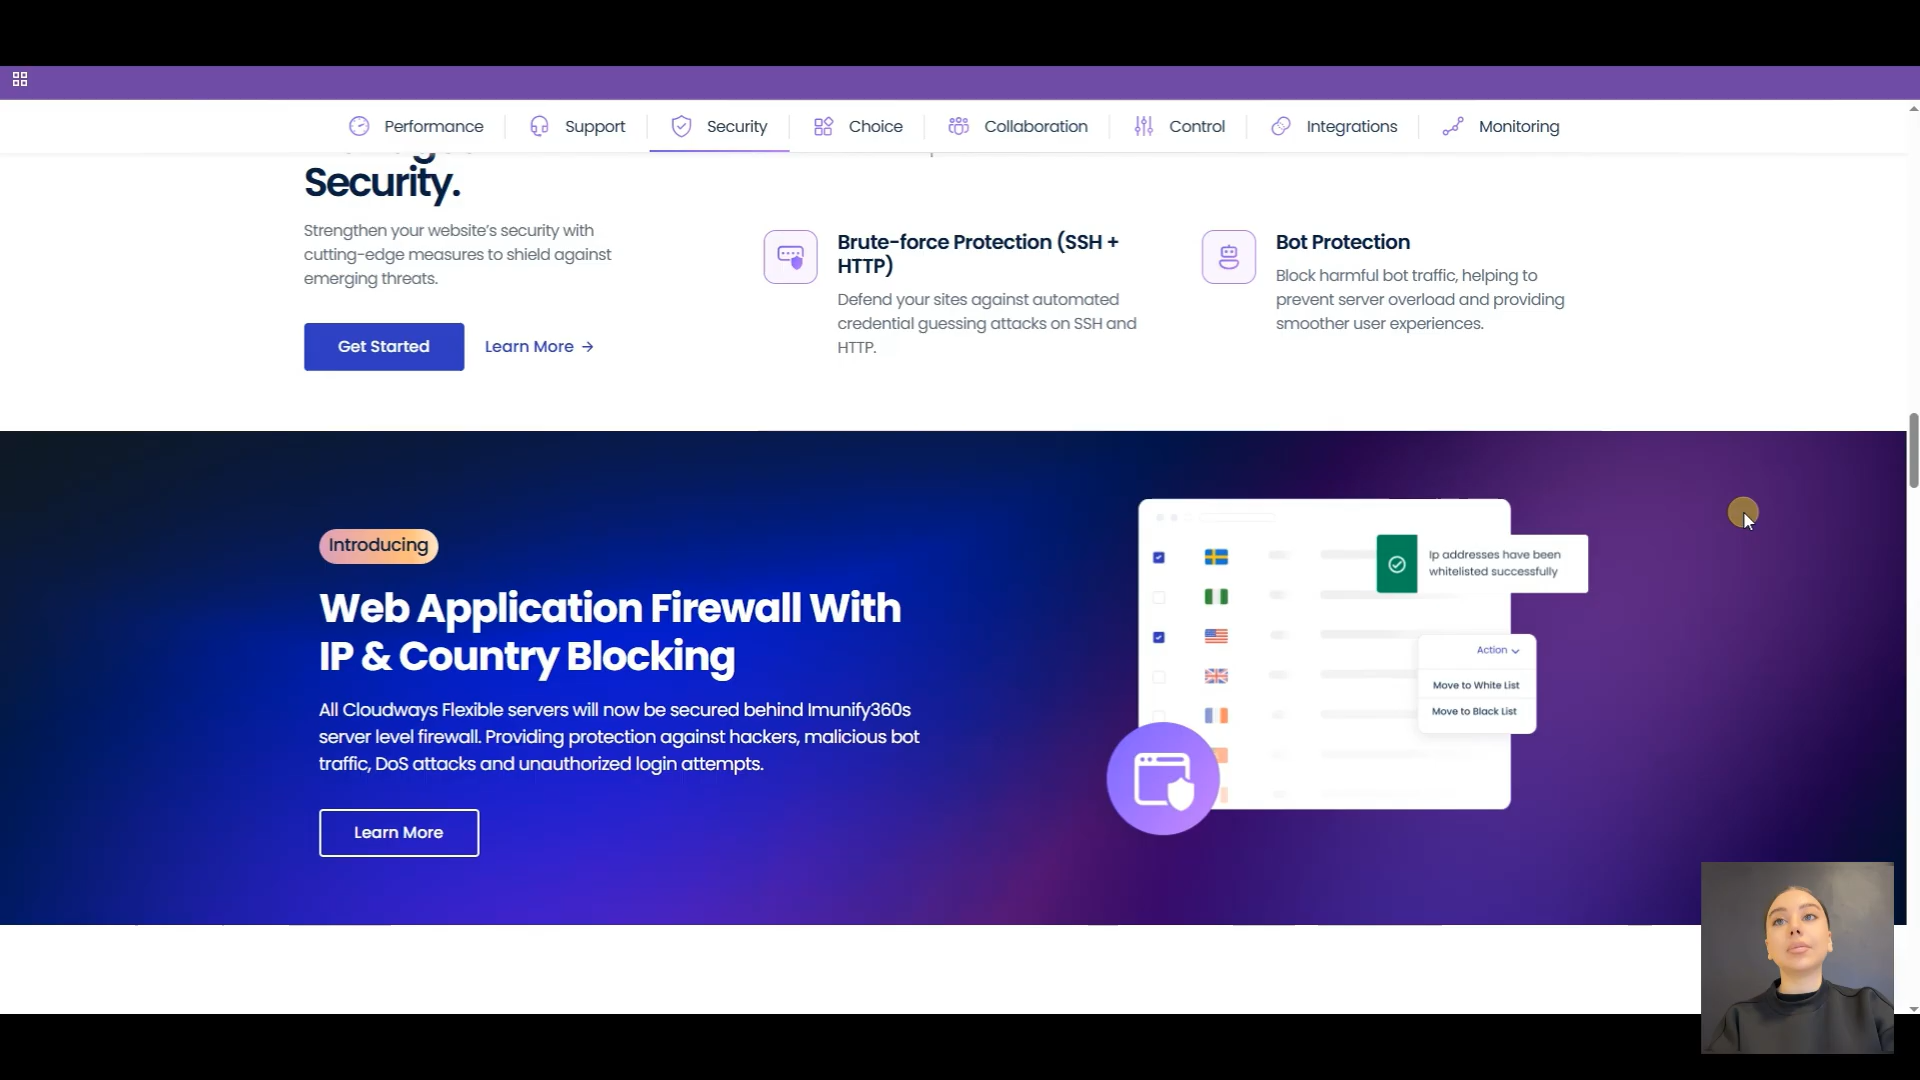 Performance
Support
Security
Choice
Collaboration
Control
Integrations
Monitoring
Security.
Strengthen your website's security with
cutting-edge measures to shield against
emerging threats.
Get Started
Learn More →
Brute-force Protection (SSH +
HTTP)
Defend your sites against automated
credential guessing attacks on SSH and
HTTP.
Bot Protection
Block harmful bot traffic, helping to
prevent server overload and providing
smoother user experiences.
Introducing
Web Application Firewall With
IP & Country Blocking
All Cloudways Flexible servers will now be secured behind Imunify360s
server level firewall. Providing protection against hackers, malicious bot
traffic, DoS attacks and unauthorized login attempts.
Learn More
Ip addresses have been
whitelisted successfully
Action
Move to White List
Move to Black List